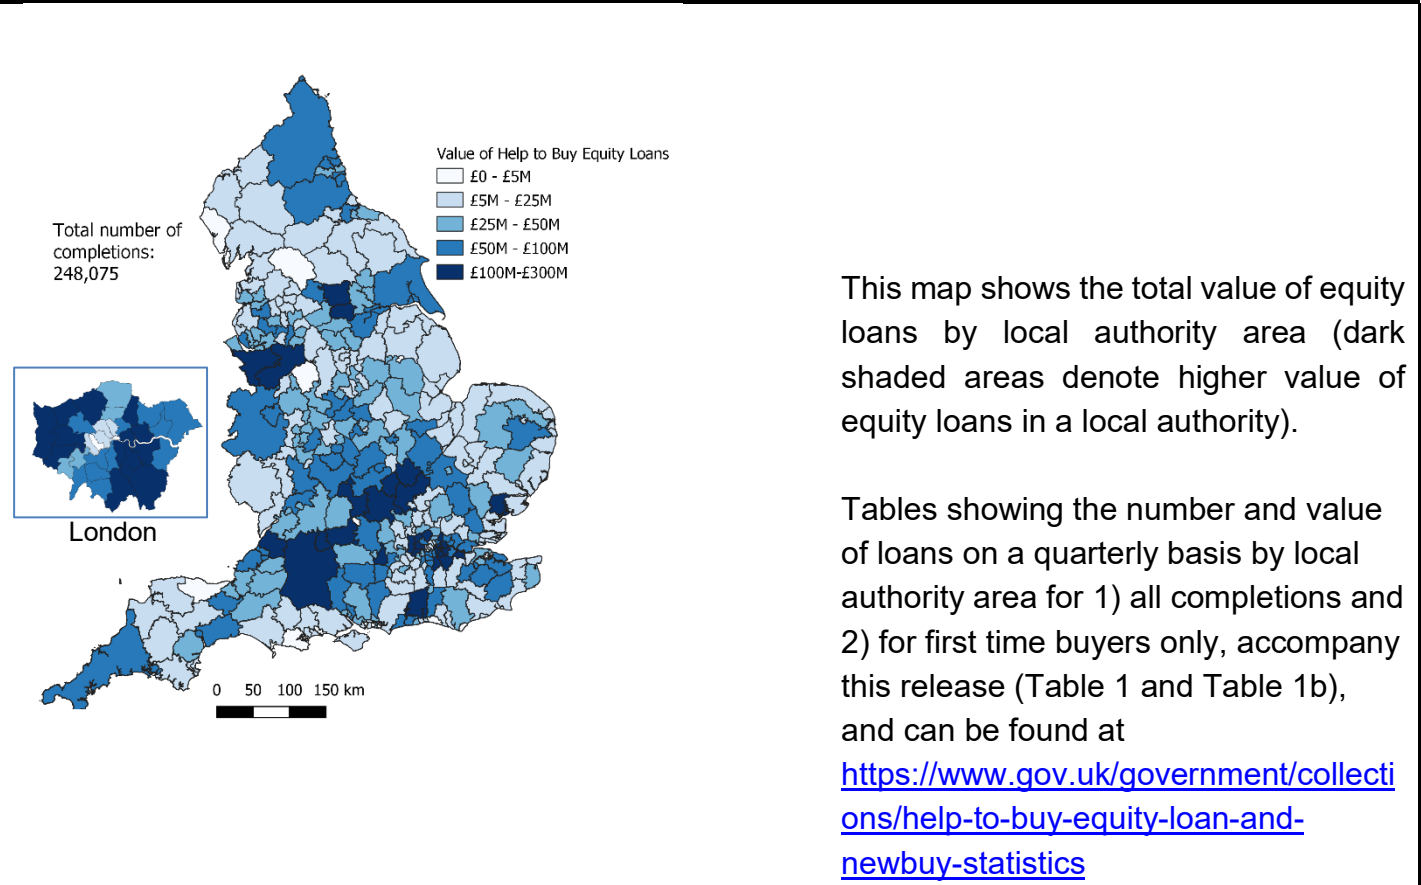 Value of Help to Buy Equity Loans
£0 - £5M
£5M - £25M
£25M - £50M
£50M - £100M
£100M-£300M
Total number of
completions:
248,075
London
0 50 100 150 km
This map shows the total value of equity
loans by local authority area (dark
shaded areas denote higher value of
equity loans in a local authority).
Tables showing the number and value
of loans on a quarterly basis by local
authority area for 1) all completions and
2) for first time buyers only, accompany
this release (Table 1 and Table 1b),
and can be found at
https://www.gov.uk/government/collecti
ons/help-to-buy-equity-loan-and-
newbuy-statistics